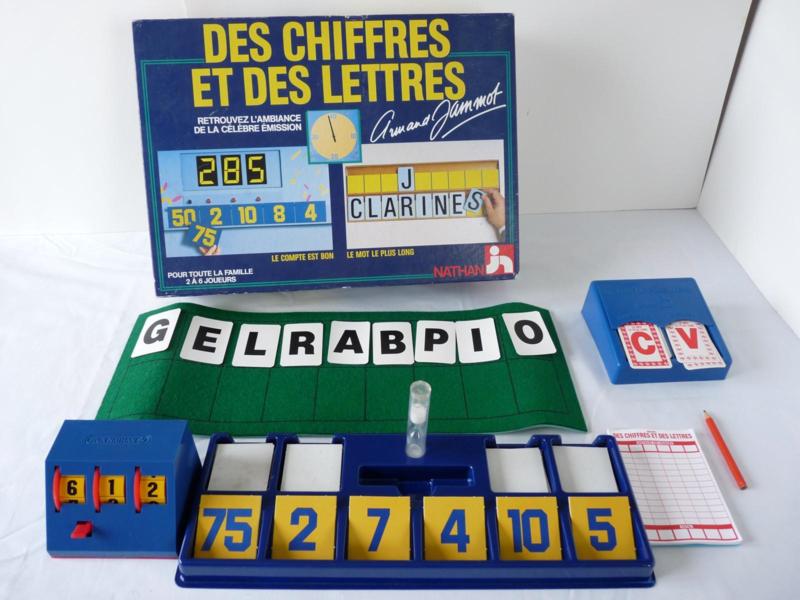 DES CHIFFRES
ET DES LETTRES
RETROUVEZ L'AMBIANCE
DE LA CÉLÈBRE ÉMISSION
Armand Jammot
285
50 2 10 8 4
75
J
CLARINES
LE COMPTE EST BON
LE MOT LE PLUS LONG
POUR TOUTE LA FAMILLE
2 À 6 JOUEURS
NATHAN
G E L R A B P I O
C V
6 1 2
75 2 7 4 10 5
DES CHIFFRES ET DES LETTRES